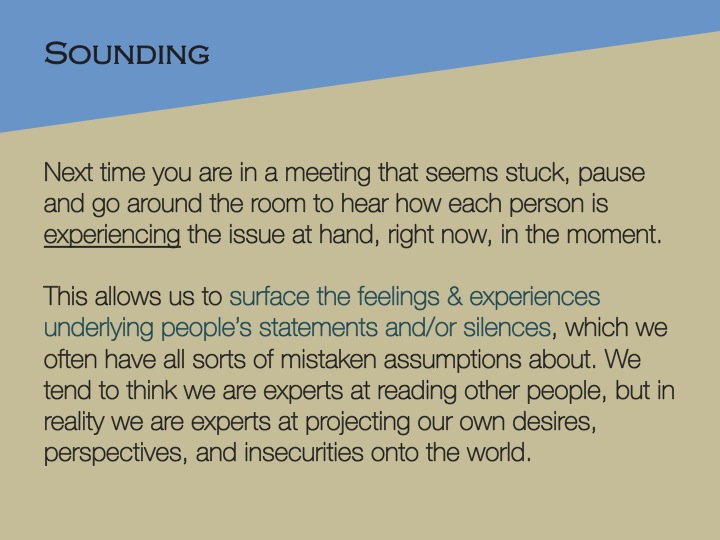 Sounding
Next time you are in a meeting that seems stuck, pause
and go around the room to hear how each person is
experiencing the issue at hand, right now, in the moment.
This allows us to surface the feelings & experiences
underlying people’s statements and/or silences, which we
often have all sorts of mistaken assumptions about. We
tend to think we are experts at reading other people, but in
reality we are experts at projecting our own desires,
perspectives, and insecurities onto the world.